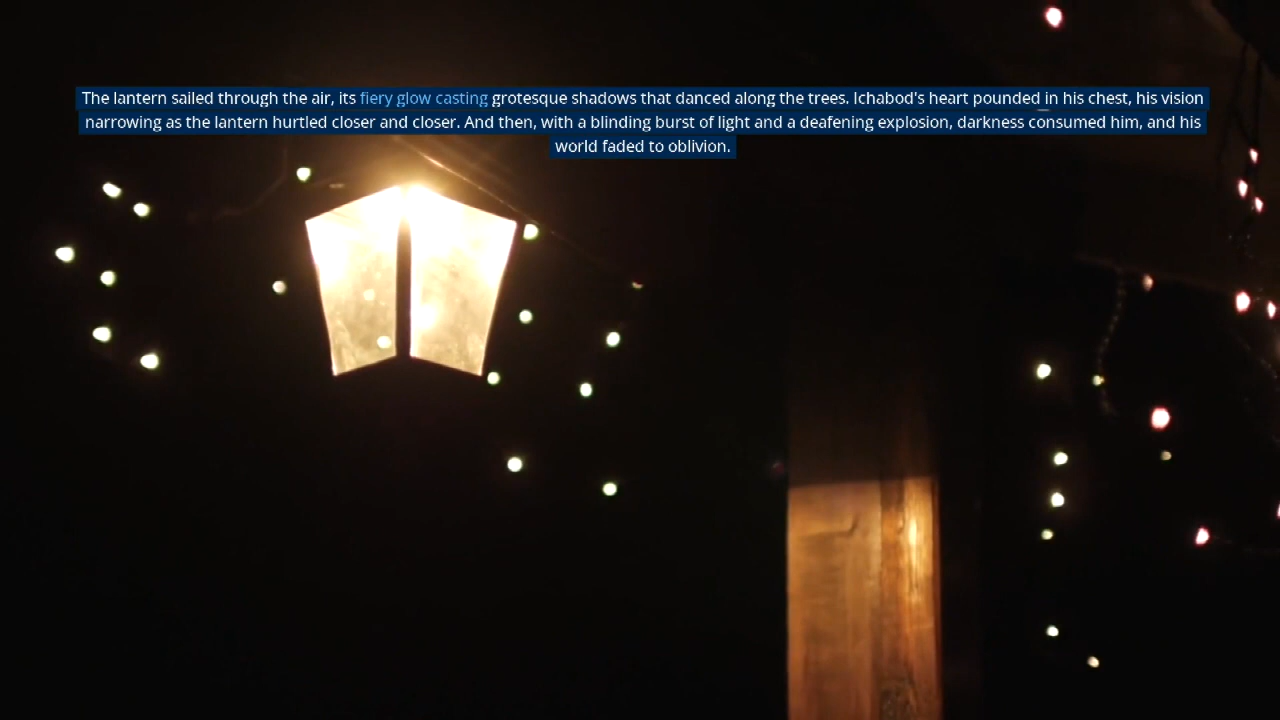 The lantern sailed through the air, its fiery glow casting grotesque shadows that danced along the trees. Ichabod's heart pounded in his chest, his vision
narrowing as the lantern hurtled closer and closer. And then, with a blinding burst of light and a deafening explosion, darkness consumed him, and his
world faded to oblivion.